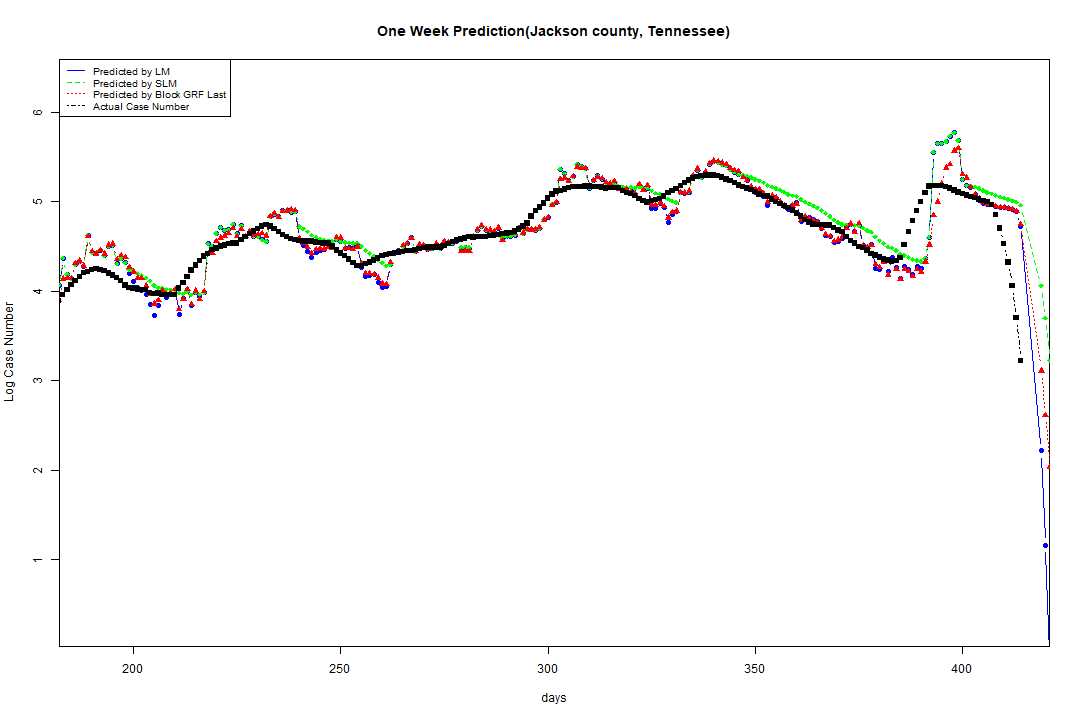 One Week Prediction(Jackson county, Tennessee)
Predicted by LM
Predicted by SLM
Predicted by Block GRF Last
Actual Case Number
6
5
4
3
2
1
Log Case Number
200 250 300 350 400
days